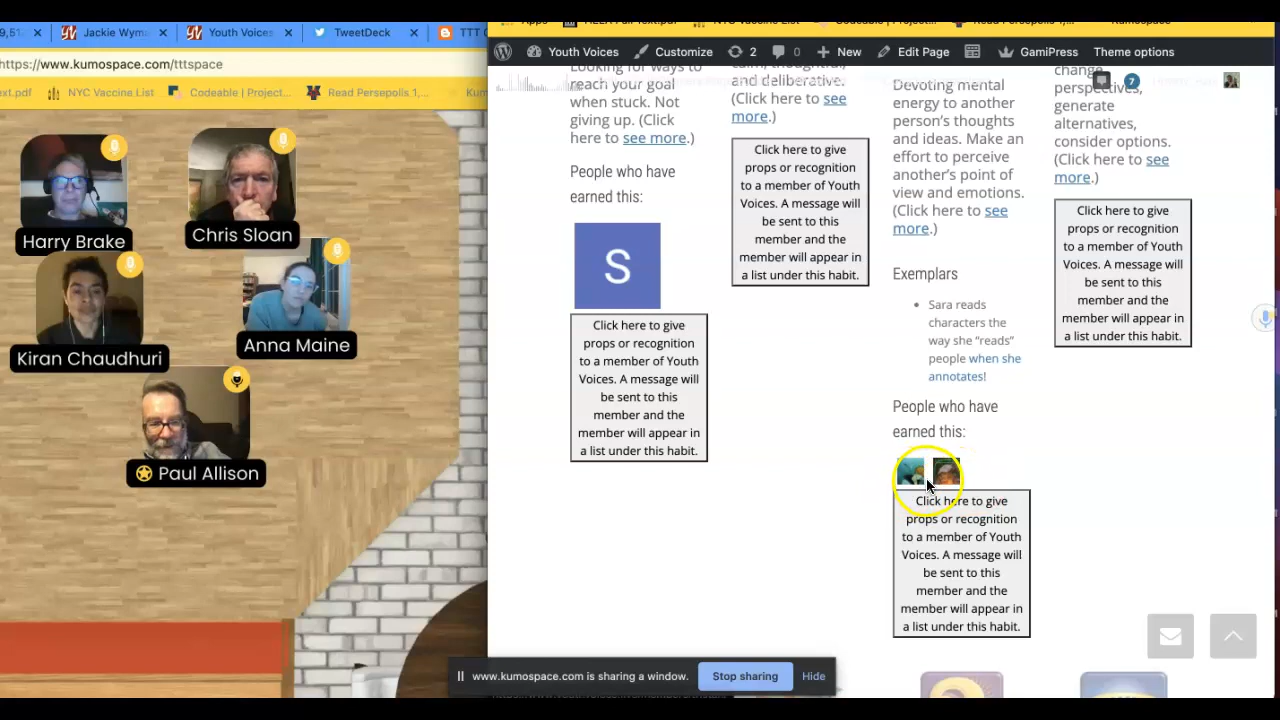 9,51
Jackie Wyma
Youth Voices
TweetDeck
TTT
https://www.kumospace.com/tttspace
ext.pdf
NYC Vaccine List
Codeable | Project...
Read Persepolis 1,...
Harry Brake
Chris Sloan
Kiran Chaudhuri
Anna Maine
Paul Allison
Youth Voices
Customize
2
0
New
Edit Page
GamiPress
Theme options
7
Looking for ways to
reach your goal
when stuck. Not
giving up. (Click
here to see more.)
People who have
earned this:
S
Click here to give
props or recognition
to a member of Youth
Voices. A message will
be sent to this
member and the
member will appear in
a list under this habit.
and deliberative.
(Click here to see
more.)
Click here to give
props or recognition
to a member of Youth
Voices. A message will
be sent to this
member and the
member will appear in
a list under this habit.
Devoting mental
energy to another
person's thoughts
and ideas. Make an
effort to perceive
another's point of
view and emotions.
(Click here to see
more.)
Exemplars
• Sara reads
characters the
way she “reads”
people when she
annotates!
People who have
earned this:
Click here to give
props or recognition
to a member of Youth
Voices. A message will
be sent to this
member and the
member will appear in
a list under this habit.
change
perspectives,
generate
alternatives,
consider options.
(Click here to see
more.)
Click here to give
props or recognition
to a member of Youth
Voices. A message will
be sent to this
member and the
member will appear in
a list under this habit.
www.kumospace.com is sharing a window.
Stop sharing
Hide